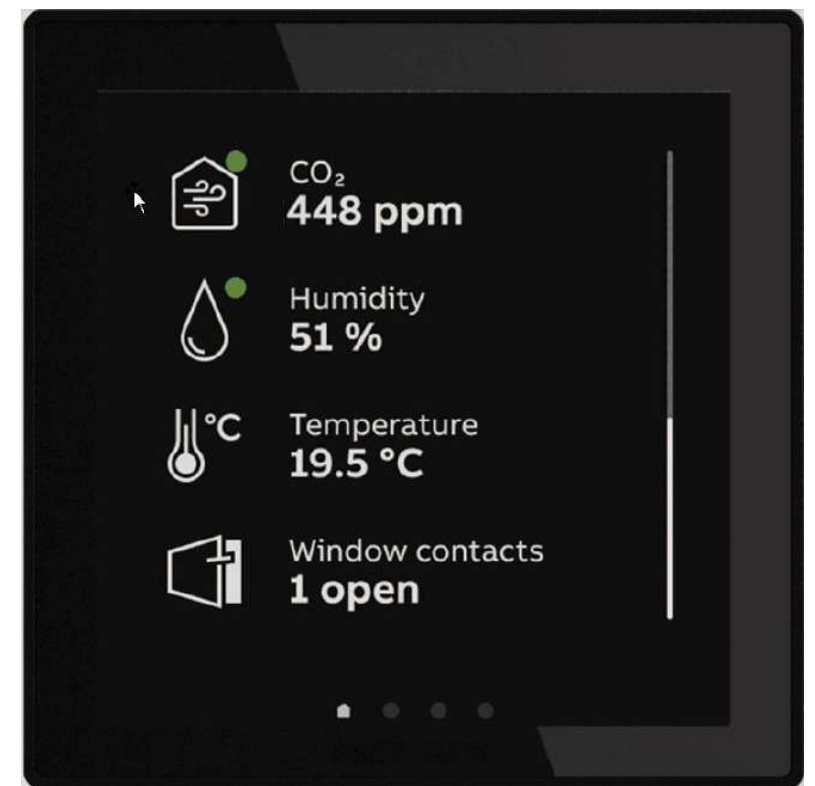 CO₂
448 ppm
Humidity
51 %
°C
Temperature
19.5 °C
Window contacts
1 open